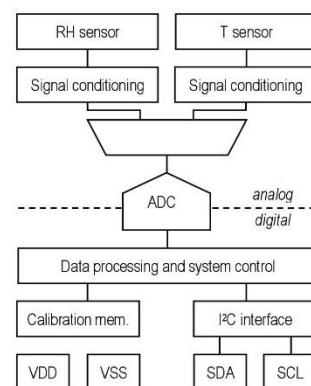 RH sensor
T sensor
Signal conditioning
Signal conditioning
ADC
analog
digital
Data processing and system control
Calibration mem.
I²C interface
VDD
VSS
SDA
SCL